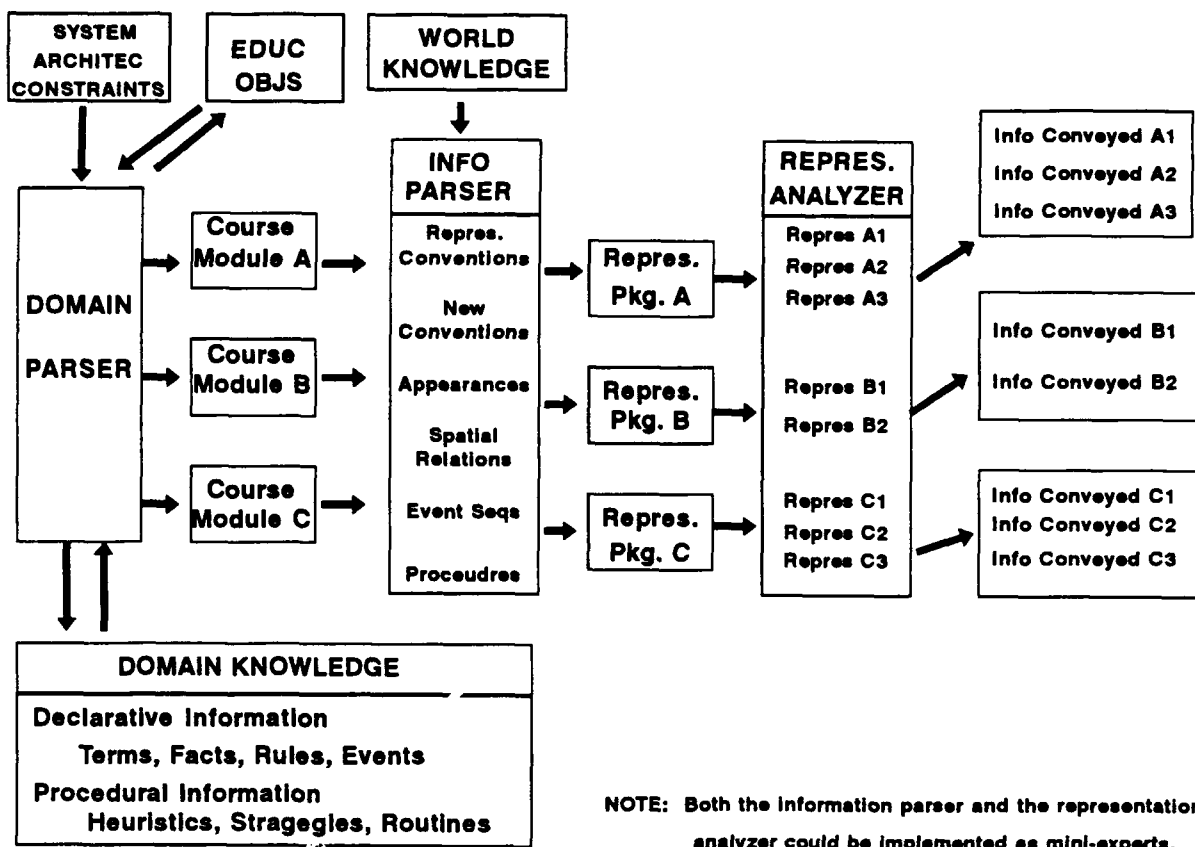 SYSTEM
ARCHITEC
CONSTRAINTS
EDUC
OBJS
WORLD
KNOWLEDGE
DOMAIN
PARSER
Course
Module A
Course
Module B
Course
Module C
INFO
PARSER
Repres.
Conventions
New
Conventions
Appearances
Spatial
Relations
Event Seqs
Proceudres
Repres.
Pkg. A
Repres.
Pkg. B
Repres.
Pkg. C
REPRES.
ANALYZER
Repres A1
Repres A2
Repres A3
Repres B1
Repres B2
Repres C1
Repres C2
Repres C3
Info Conveyed A1
Info Conveyed A2
Info Conveyed A3
Info Conveyed B1
Info Conveyed B2
Info Conveyed C1
Info Conveyed C2
Info Conveyed C3
DOMAIN KNOWLEDGE
Declarative Information
Terms, Facts, Rules, Events
Procedural Information
Heuristics, Stragegies, Routines
NOTE: Both the information parser and the representation
analyzer could be implemented as mini-experts.